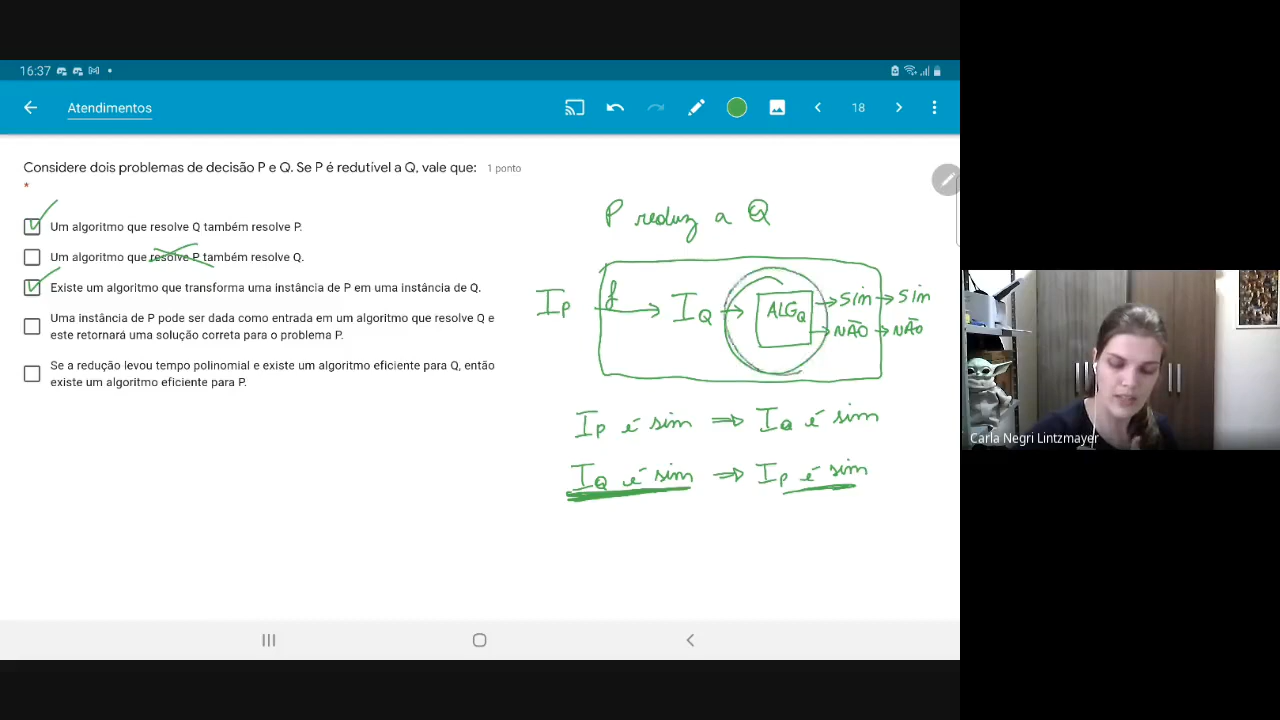 16:37
Atendimentos
18
Considere dois problemas de decisão P e Q. Se P é redutível a Q, vale que: 1 ponto
*
Um algoritmo que resolve Q também resolve P.
Um algoritmo que resolve P também resolve Q.
Existe um algoritmo que transforma uma instância de P em uma instância de Q.
Uma instância de P pode ser dada como entrada em um algoritmo que resolve Q e
este retornará uma solução correta para o problema P.
Se a redução levou tempo polinomial e existe um algoritmo eficiente para Q, então
existe um algoritmo eficiente para P.
P reduz a Q
IP f → IQ → ALGQ → SIM → SIM
→ NÃO → NÃO
IP é sim ⇒ IQ é sim
IQ é sim ⇒ IP é sim
Carla Negri Lintzmayer